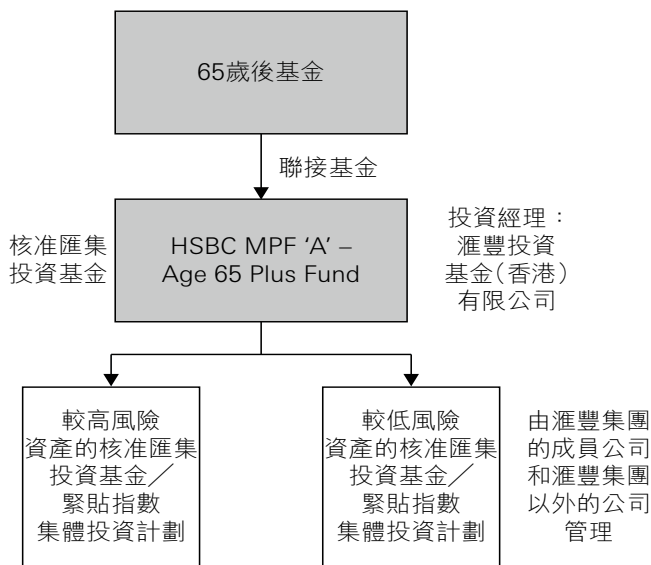 65歲後基金
聯接基金
核准匯集
投資基金
HSBC MPF ‘A’ –
Age 65 Plus Fund
投資經理：
滙豐投資
基金（香港）
有限公司
較高風險
資產的核准匯集
投資基金／
緊貼指數
集體投資計劃
較低風險
資產的核准匯集
投資基金／
緊貼指數
集體投資計劃
由滙豐集團
的成員公司
和滙豐集團
以外的公司
管理